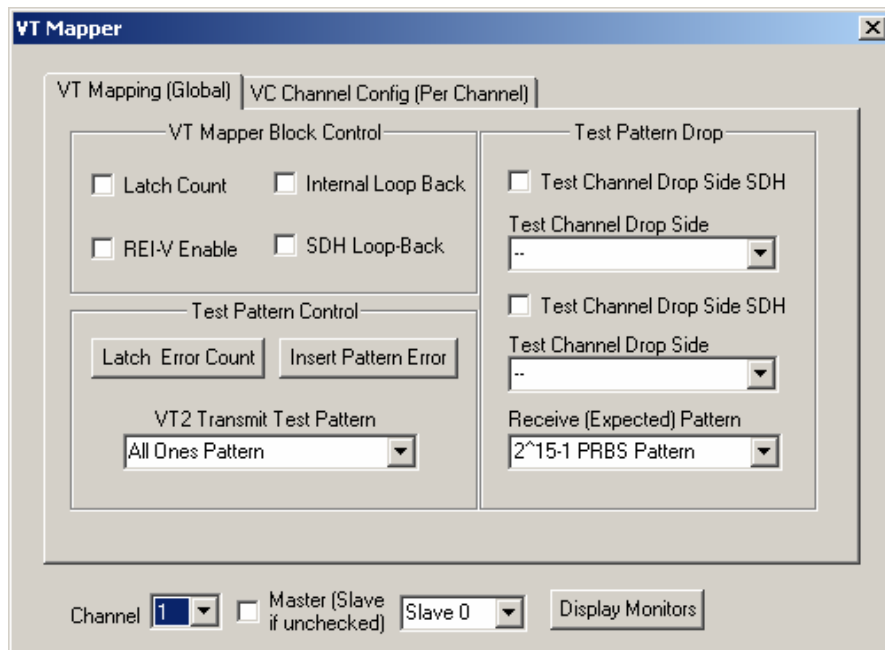 VT Mapper
VT Mapping (Global)
VC Channel Config (Per Channel)
VT Mapper Block Control
Latch Count
Internal Loop Back
REI-V Enable
SDH Loop-Back
Test Pattern Control
Latch Error Count
Insert Pattern Error
VT2 Transmit Test Pattern
All Ones Pattern
Test Pattern Drop
Test Channel Drop Side SDH
Test Channel Drop Side
--
Test Channel Drop Side SDH
Test Channel Drop Side
--
Receive (Expected) Pattern
2^15-1 PRBS Pattern
Channel
1
Master (Slave
if unchecked)
Slave 0
Display Monitors